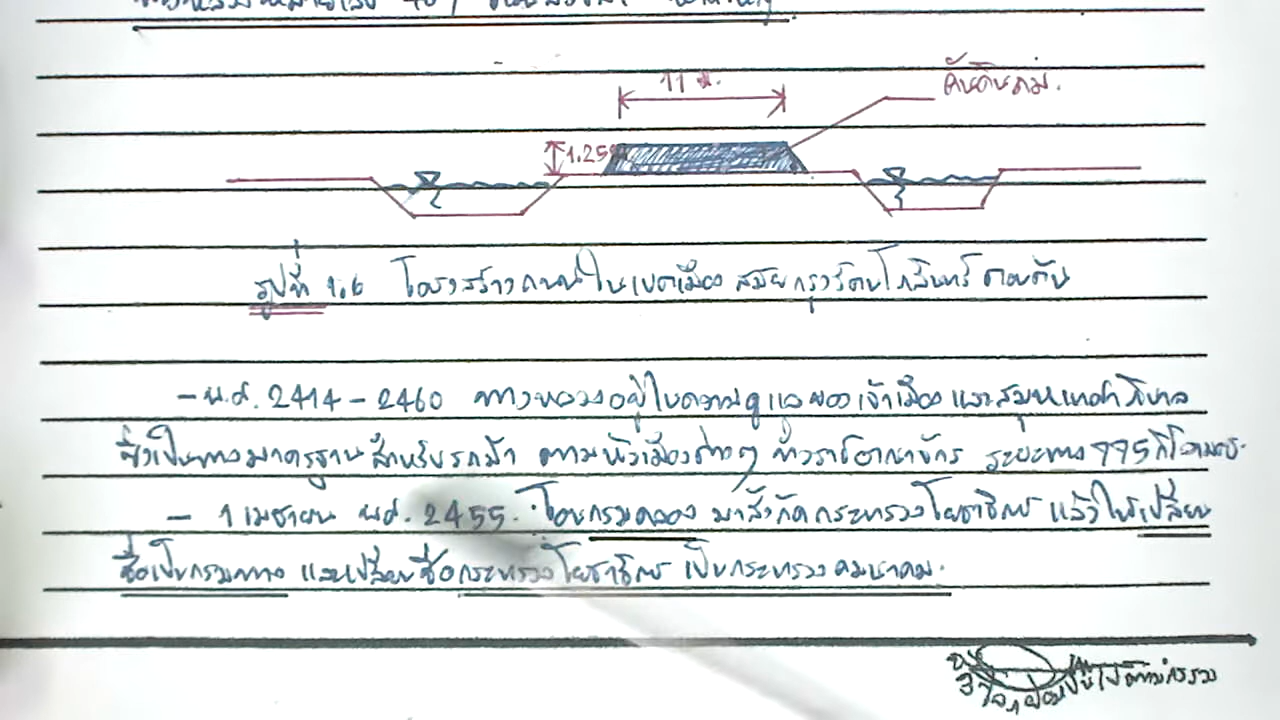 11 ม.
คันดินถม.
1.25
รูปที่ 1.6 โครงสร้างถนนในเขตเมือง สมัยกรุงรัตนโกสินทร์ตอนต้น
- พ.ศ. 2414 - 2460 ทางหลวงอยู่ในความดูแลของเจ้าเมือง และสมุหเทศาภิบาล
ซึ่งเป็นทางมาตรฐานสำหรับรถม้า ตามหัวเมืองต่างๆ ทั่วราชอาณาจักร ระยะทาง 995 กิโลเมตร.
- 1 เมษายน พ.ศ. 2455. โอนกรมคลอง มาสังกัดกระทรวงโยธาธิการ แล้วให้เปลี่ยน
ชื่อเป็นกรมทาง และเปลี่ยนชื่อกระทรวงโยธาธิการ เป็นกระทรวง คมนาคม.